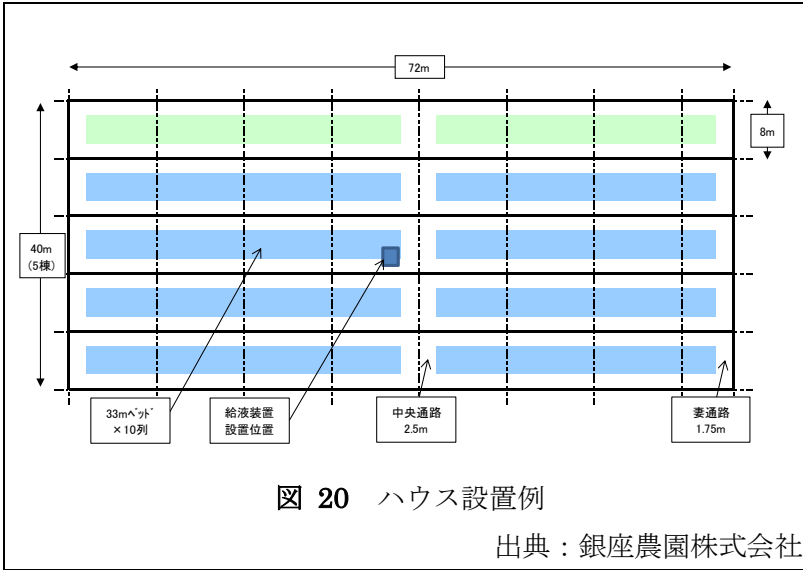 72m
8m
40m
(5棟)
33mﾍﾞｯﾄﾞ
×10列
給液装置
設置位置
中央通路
2.5m
妻通路
1.75m
図 20 ハウス設置例
出典：銀座農園株式会社